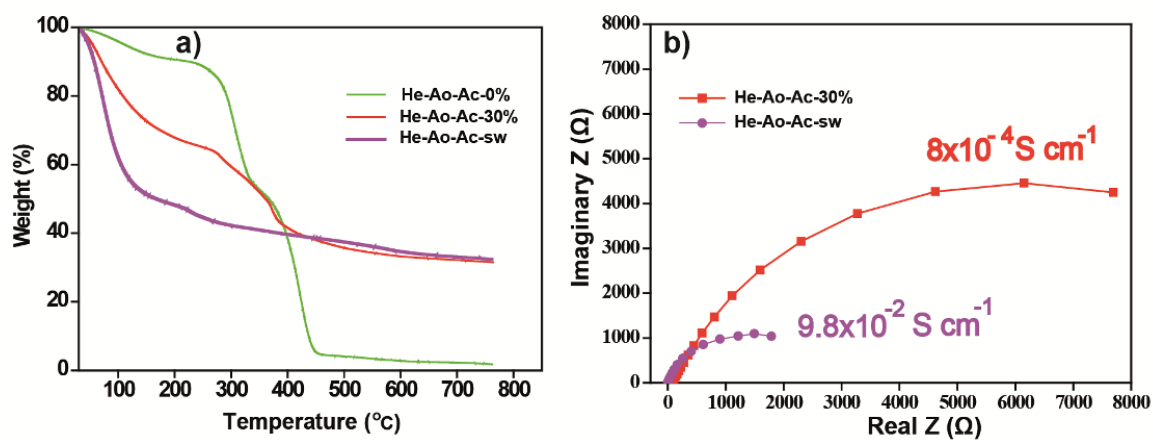 a)
100
80
60
40
20
0
Weight (%)
He-Ao-Ac-0%
He-Ao-Ac-30%
He-Ao-Ac-sw
100 200 300 400 500 600 700 800
Temperature (°C)
b)
8000
7000
6000
5000
4000
3000
2000
1000
0
Imaginary Z (Ω)
He-Ao-Ac-30%
He-Ao-Ac-sw
8x10⁻⁴S cm⁻¹
9.8x10⁻² S cm⁻¹
0 1000 2000 3000 4000 5000 6000 7000 8000
Real Z (Ω)